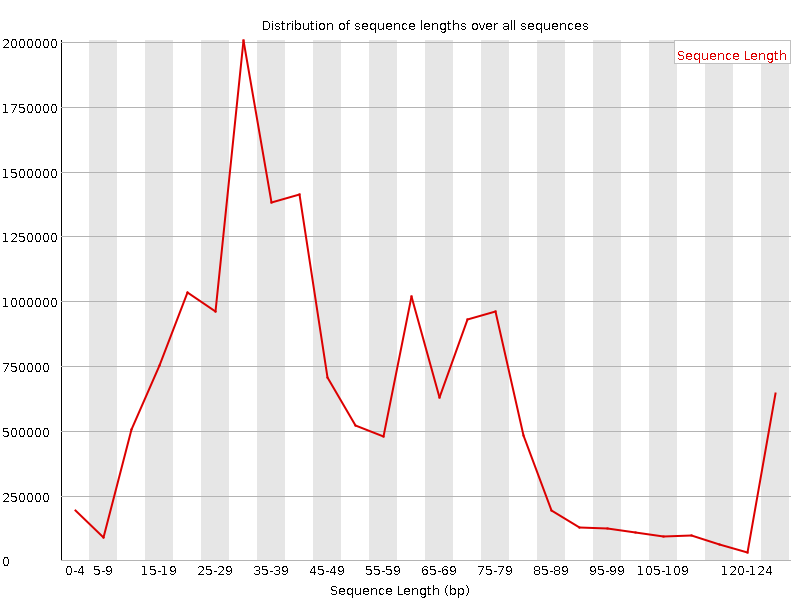 Distribution of sequence lengths over all sequences
Sequence Length
2000000
1750000
1500000
1250000
1000000
750000
500000
250000
0
0-4 5-9 15-19 25-29 35-39 45-49 55-59 65-69 75-79 85-89 95-99 105-109 120-124
Sequence Length (bp)